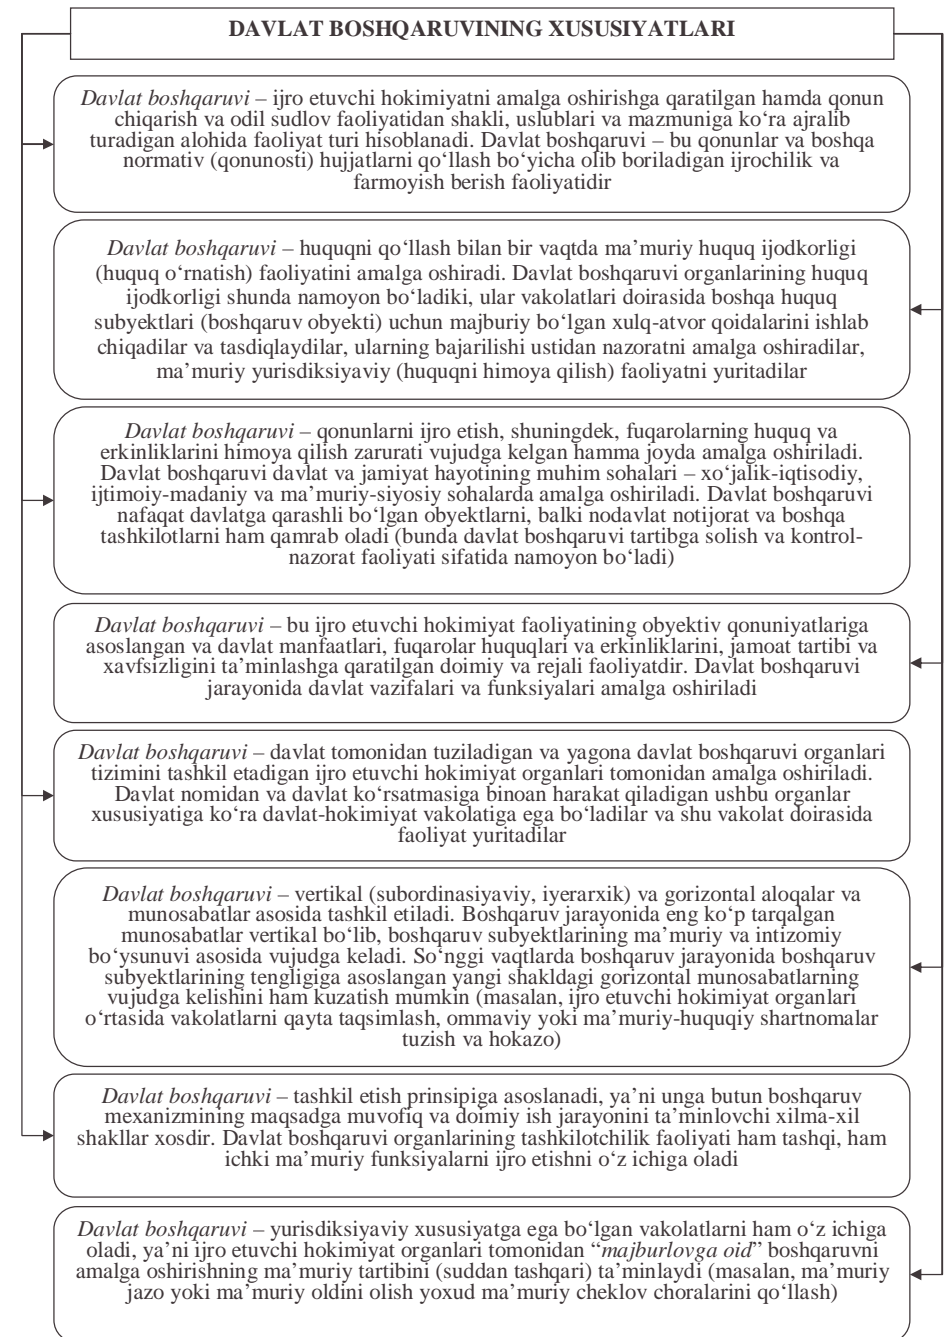 DAVLAT BOSHQARUVINING XUSUSIYATLARI
Davlat boshqaruvi – ijro etuvchi hokimiyatni amalga oshirishga qaratilgan hamda qonun
chiqarish va odil sudlov faoliyatidan shakli, uslublari va mazmuniga ko‘ra ajralib
turadigan alohida faoliyat turi hisoblanadi. Davlat boshqaruvi – bu qonunlar va boshqa
normativ (qonunosti) hujjatlarni qo‘llash bo‘yicha olib boriladigan ijrochilik va
farmoyish berish faoliyatidir
Davlat boshqaruvi – huquqni qo‘llash bilan bir vaqtda ma’muriy huquq ijodkorligi
(huquq o‘rnatish) faoliyatini amalga oshiradi. Davlat boshqaruvi organlarining huquq
ijodkorligi shunda namoyon bo‘ladiki, ular vakolatlari doirasida boshqa huquq
subyektlari (boshqaruv obyekti) uchun majburiy bo‘lgan xulq-atvor qoidalarini ishlab
chiqadilar va tasdiqlaydilar, ularning bajarilishi ustidan nazoratni amalga oshiradilar,
ma’muriy yurisdiksiyaviy (huquqni himoya qilish) faoliyatni yuritadilar
Davlat boshqaruvi – qonunlarni ijro etish, shuningdek, fuqarolarning huquq va
erkinliklarini himoya qilish zarurati vujudga kelgan hamma joyda amalga oshiriladi.
Davlat boshqaruvi davlat va jamiyat hayotining muhim sohalari – xo‘jalik-iqtisodiy,
ijtimoiy-madaniy va ma’muriy-siyosiy sohalarda amalga oshiriladi. Davlat boshqaruvi
nafaqat davlatga qarashli bo‘lgan obyektlarni, balki nodavlat notijorat va boshqa
tashkilotlarni ham qamrab oladi (bunda davlat boshqaruvi tartibga solish va kontrol-
nazorat faoliyati sifatida namoyon bo‘ladi)
Davlat boshqaruvi – bu ijro etuvchi hokimiyat faoliyatining obyektiv qonuniyatlariga
asoslangan va davlat manfaatlari, fuqarolar huquqlari va erkinliklarini, jamoat tartibi va
xavfsizligini ta’minlashga qaratilgan doimiy va rejali faoliyatdir. Davlat boshqaruvi
jarayonida davlat vazifalari va funksiyalari amalga oshiriladi
Davlat boshqaruvi – davlat tomonidan tuziladigan va yagona davlat boshqaruvi organlari
tizimini tashkil etadigan ijro etuvchi hokimiyat organlari tomonidan amalga oshiriladi.
Davlat nomidan va davlat ko‘rsatmasiga binoan harakat qiladigan ushbu organlar
xususiyatiga ko‘ra davlat-hokimiyat vakolatiga ega bo‘ladilar va shu vakolat doirasida
faoliyat yuritadilar
Davlat boshqaruvi – vertikal (subordinasiyaviy, iyerarxik) va gorizontal aloqalar va
munosabatlar asosida tashkil etiladi. Boshqaruv jarayonida eng ko‘p tarqalgan
munosabatlar vertikal bo‘lib, boshqaruv subyektlarining ma’muriy va intizomiy
bo‘ysunuvi asosida vujudga keladi. So‘nggi vaqtlarda boshqaruv jarayonida boshqaruv
subyektlarining tengligiga asoslangan yangi shakldagi gorizontal munosabatlarning
vujudga kelishini ham kuzatish mumkin (masalan, ijro etuvchi hokimiyat organlari
o‘rtasida vakolatlarni qayta taqsimlash, ommaviy yoki ma’muriy-huquqiy shartnomalar
tuzish va hokazo)
Davlat boshqaruvi – tashkil etish prinsipiga asoslanadi, ya’ni unga butun boshqaruv
mexanizmining maqsadga muvofiq va doimiy ish jarayonini ta’minlovchi xilma-xil
shakllar xosdir. Davlat boshqaruvi organlarining tashkilotchilik faoliyati ham tashqi, ham
ichki ma’muriy funksiyalarni ijro etishni o‘z ichiga oladi
Davlat boshqaruvi – yurisdiksiyaviy xususiyatga ega bo‘lgan vakolatlarni ham o‘z ichiga
oladi, ya’ni ijro etuvchi hokimiyat organlari tomonidan “majburlovga oid” boshqaruvni
amalga oshirishning ma’muriy tartibini (suddan tashqari) ta’minlaydi (masalan, ma’muriy
jazo yoki ma’muriy oldini olish yoxud ma’muriy cheklov choralarini qo‘llash)